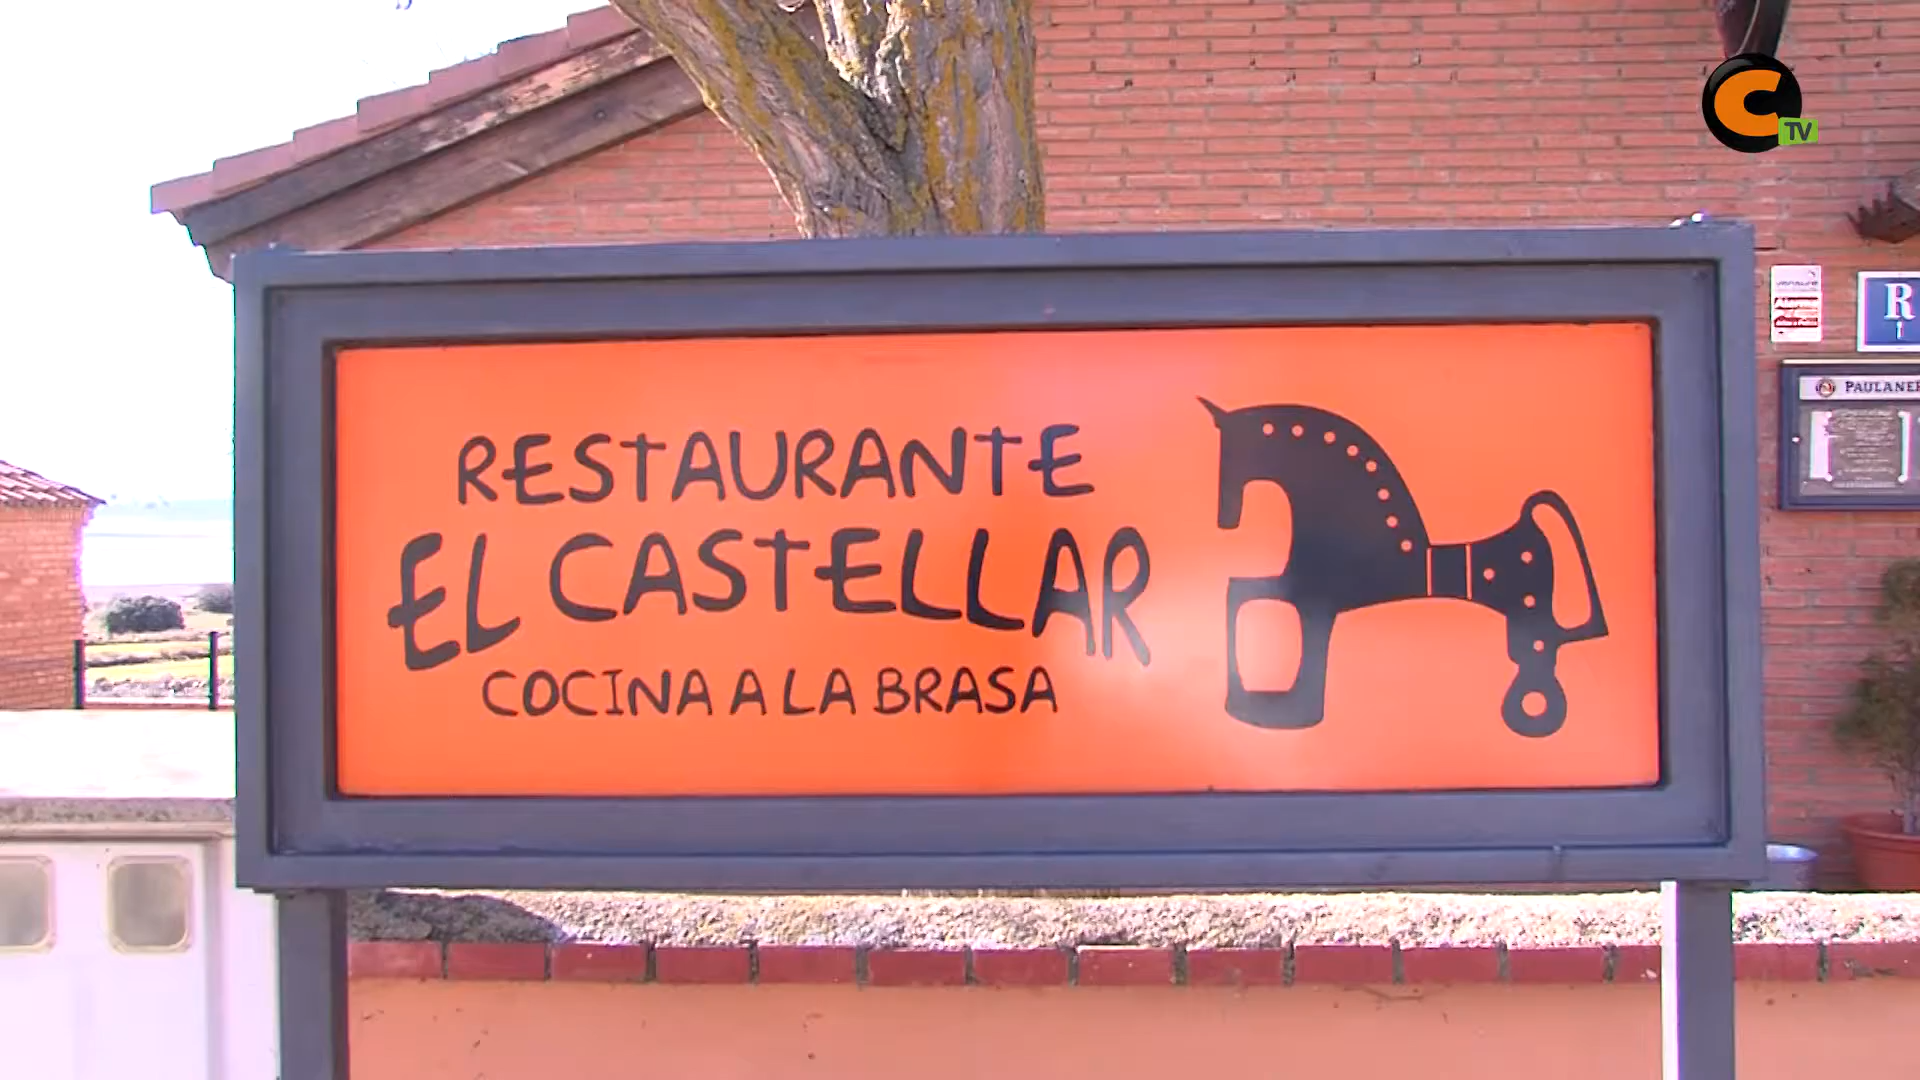 C
TV
RESTAURANTE
EL CASTELLAR
COCINA A LA BRASA
R
PAULANER